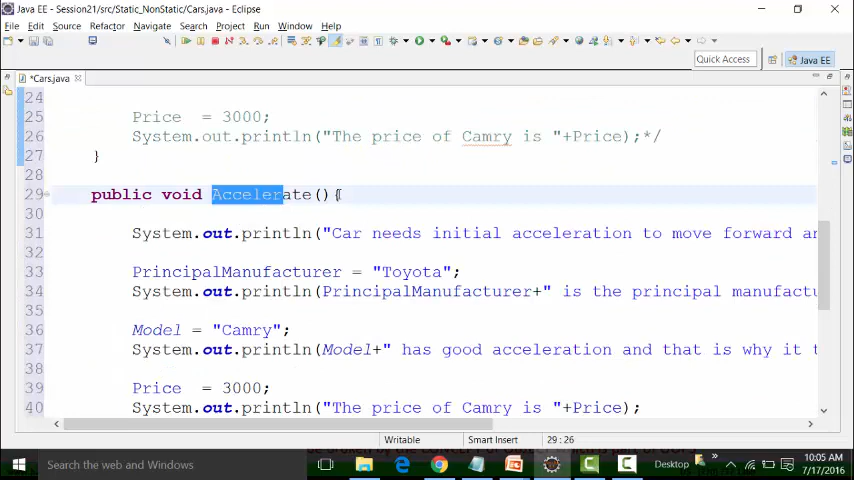 Java EE - Session21/src/Static_NonStatic/Cars.java - Eclipse
File Edit Source Refactor Navigate Search Project Run Window Help
Quick Access
Java EE
*Cars.java
24
25 Price = 3000;
26 System.out.println("The price of Camry is "+Price);*/
27 }
28
29 public void Accelerate(){
30
31 System.out.println("Car needs initial acceleration to move forward an
32
33 PrincipalManufacturer = "Toyota";
34 System.out.println(PrincipalManufacturer+" is the principal manufactu
35
36 Model = "Camry";
37 System.out.println(Model+" has good acceleration and that is why it t
38
39 Price = 3000;
40 System.out.println("The price of Camry is "+Price);
Writable Smart Insert 29 : 26
Search the web and Windows
Desktop
10:05 AM
7/17/2016